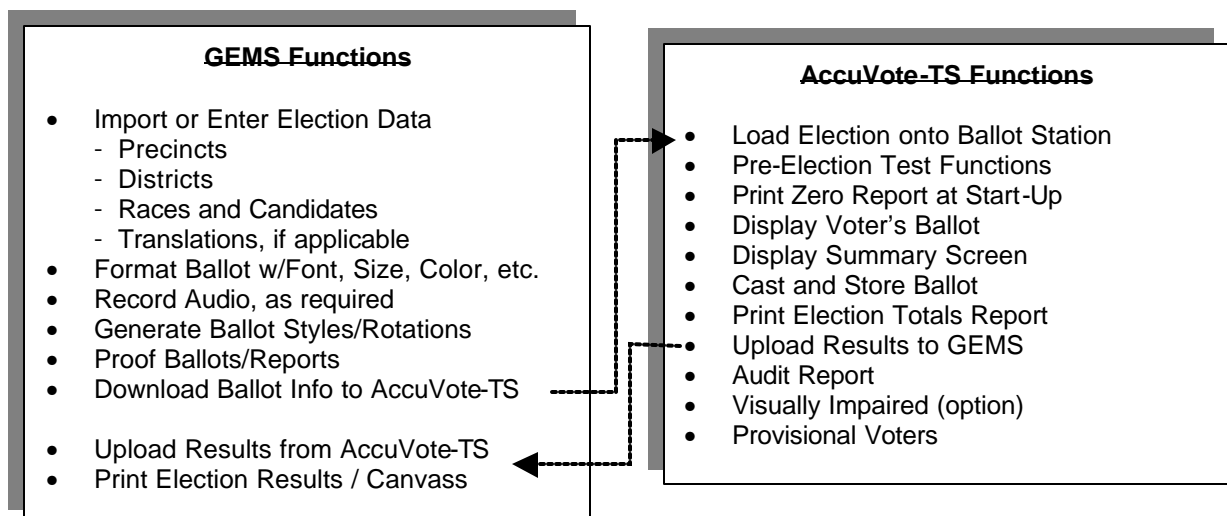 GEMS Functions
• Import or Enter Election Data
- Precincts
- Districts
- Races and Candidates
- Translations, if applicable
• Format Ballot w/Font, Size, Color, etc.
• Record Audio, as required
• Generate Ballot Styles/Rotations
• Proof Ballots/Reports
• Download Ballot Info to AccuVote-TS
• Upload Results from AccuVote-TS
• Print Election Results / Canvass
AccuVote-TS Functions
• Load Election onto Ballot Station
• Pre-Election Test Functions
• Print Zero Report at Start-Up
• Display Voter's Ballot
• Display Summary Screen
• Cast and Store Ballot
• Print Election Totals Report
• Upload Results to GEMS
• Audit Report
• Visually Impaired (option)
• Provisional Voters